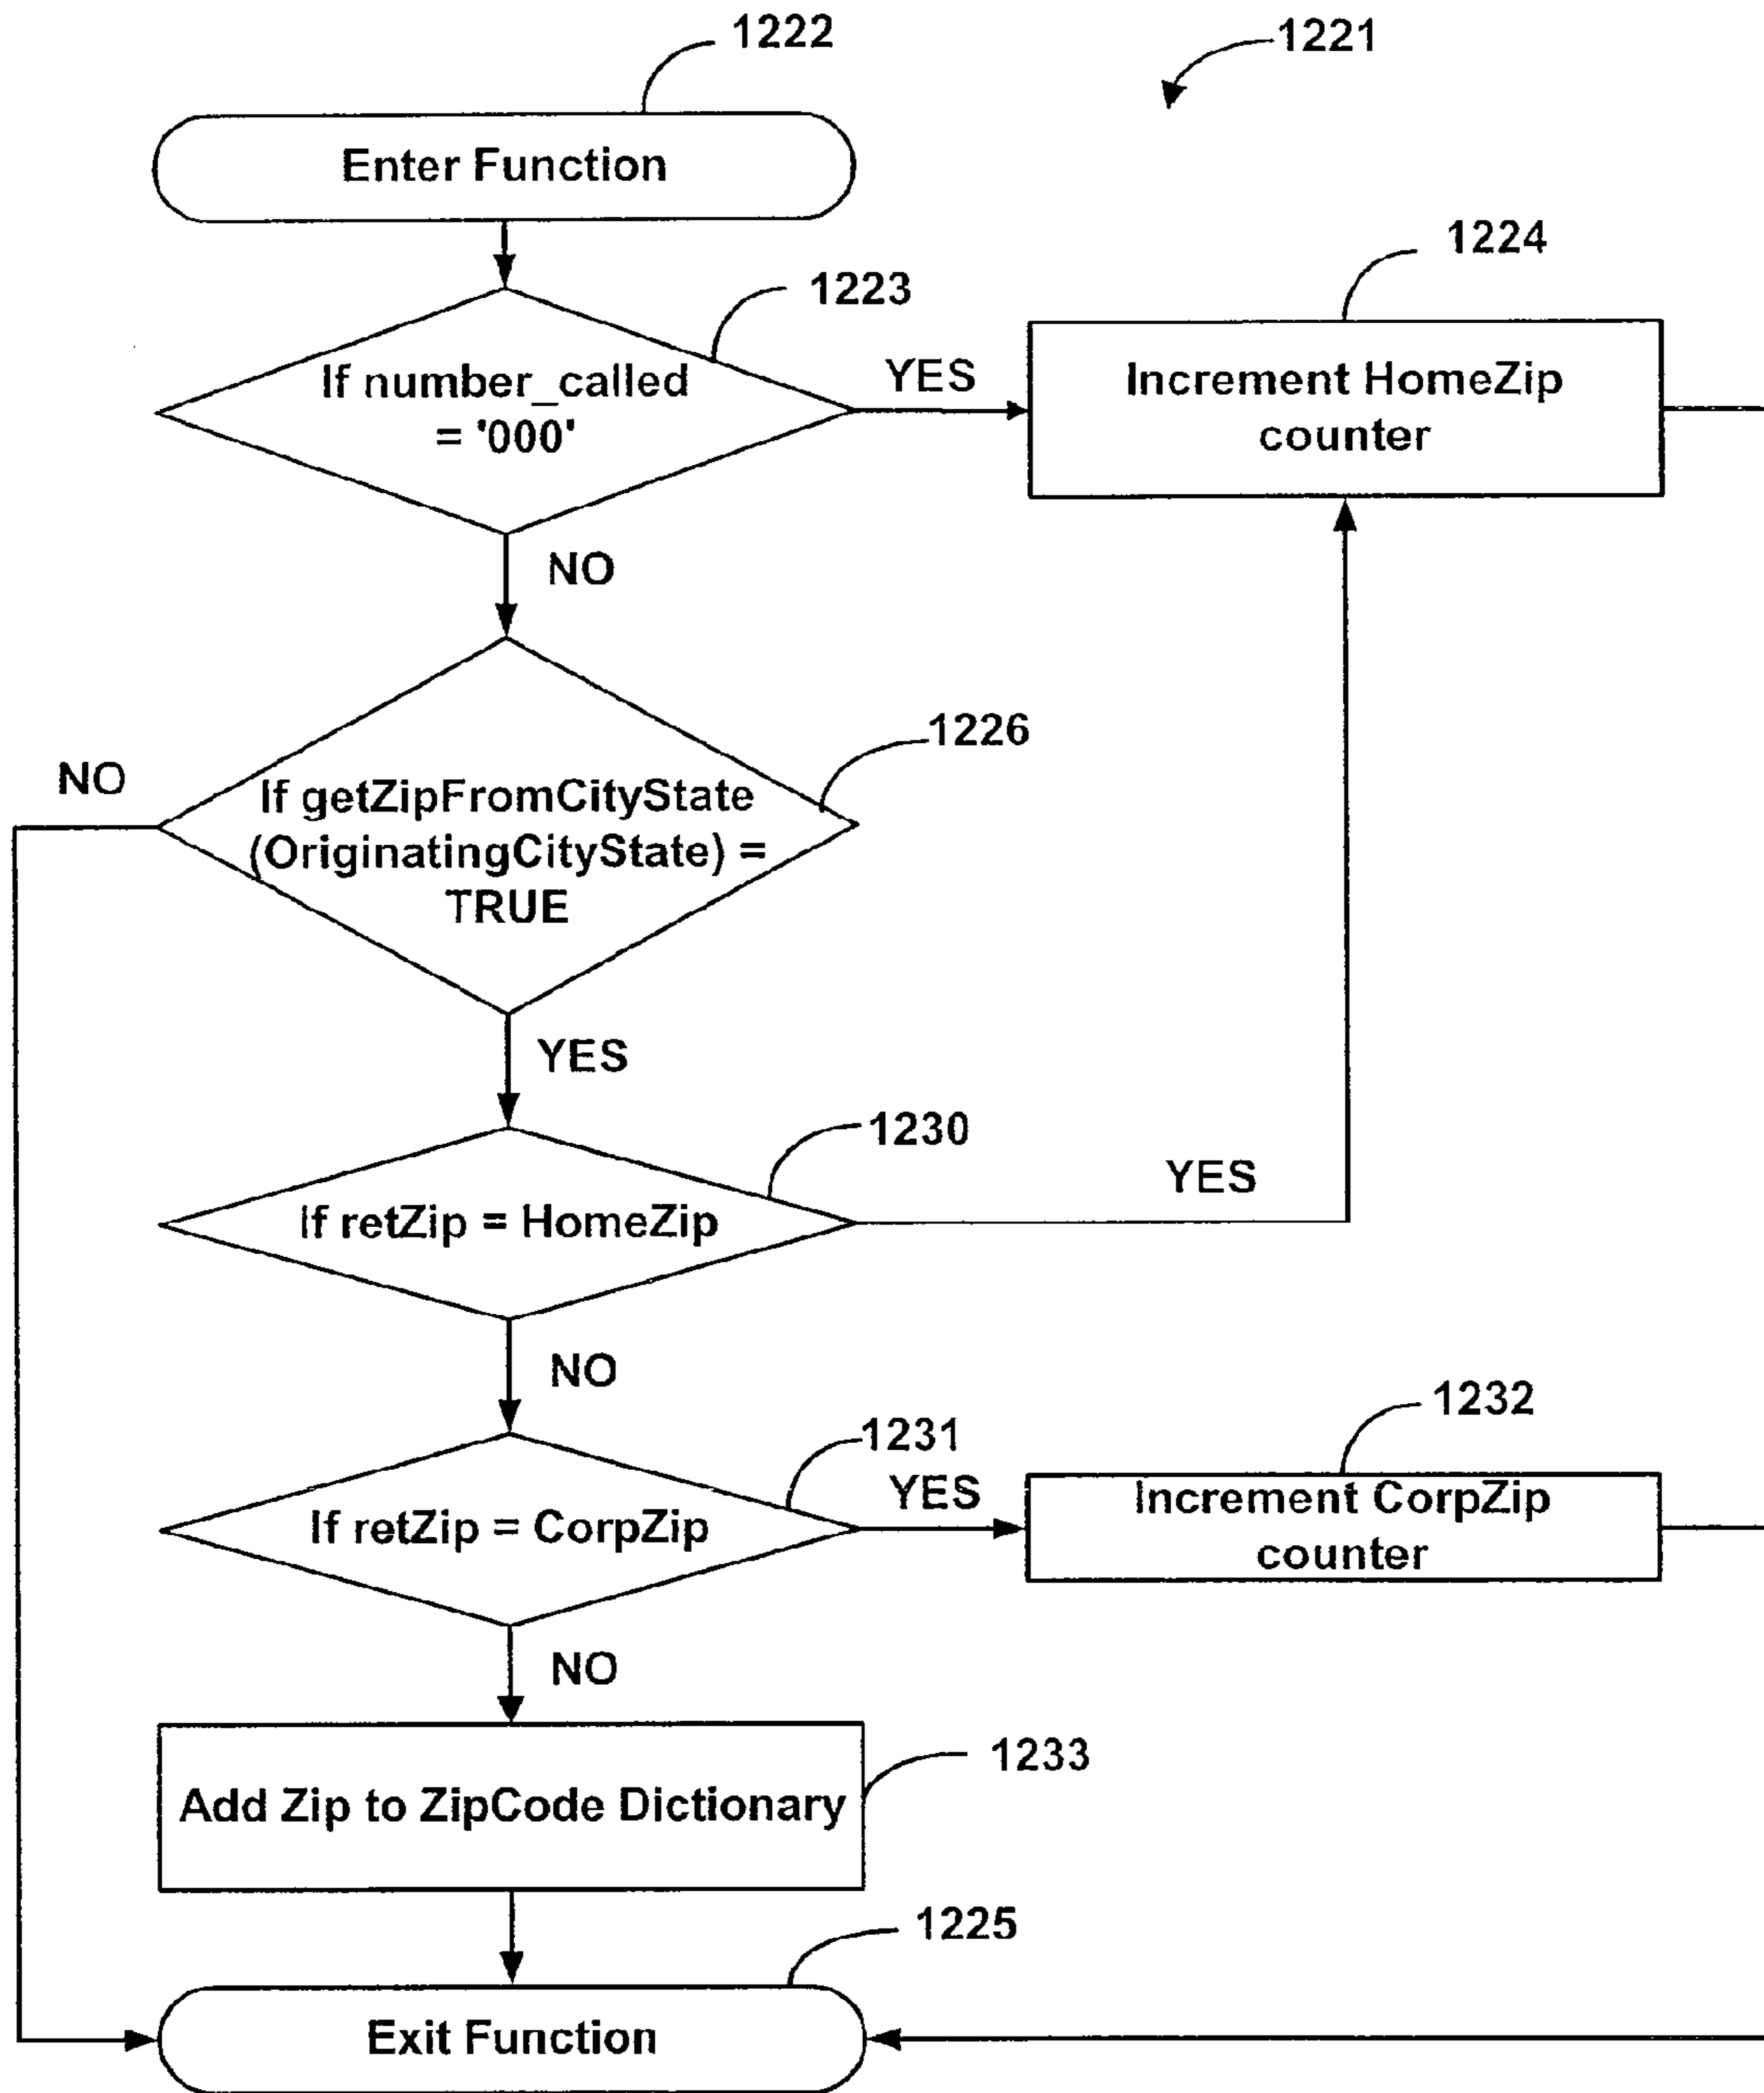 1222
1221
Enter Function
1224
1223
If number_called
= '000'
YES
Increment HomeZip
counter
NO
1226
NO
If getZipFromCityState
(OriginatingCityState) =
TRUE
YES
1230
YES
If retZip = HomeZip
NO
1232
1231
YES
If retZip = CorpZip
Increment CorpZip
counter
NO
1233
Add Zip to ZipCode Dictionary
1225
Exit Function